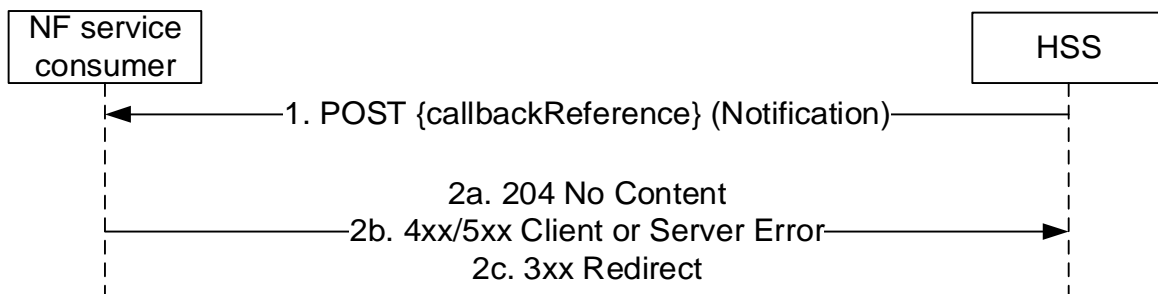 NF service
consumer
HSS
1. POST {callbackReference} (Notification)
2a. 204 No Content
2b. 4xx/5xx Client or Server Error
2c. 3xx Redirect